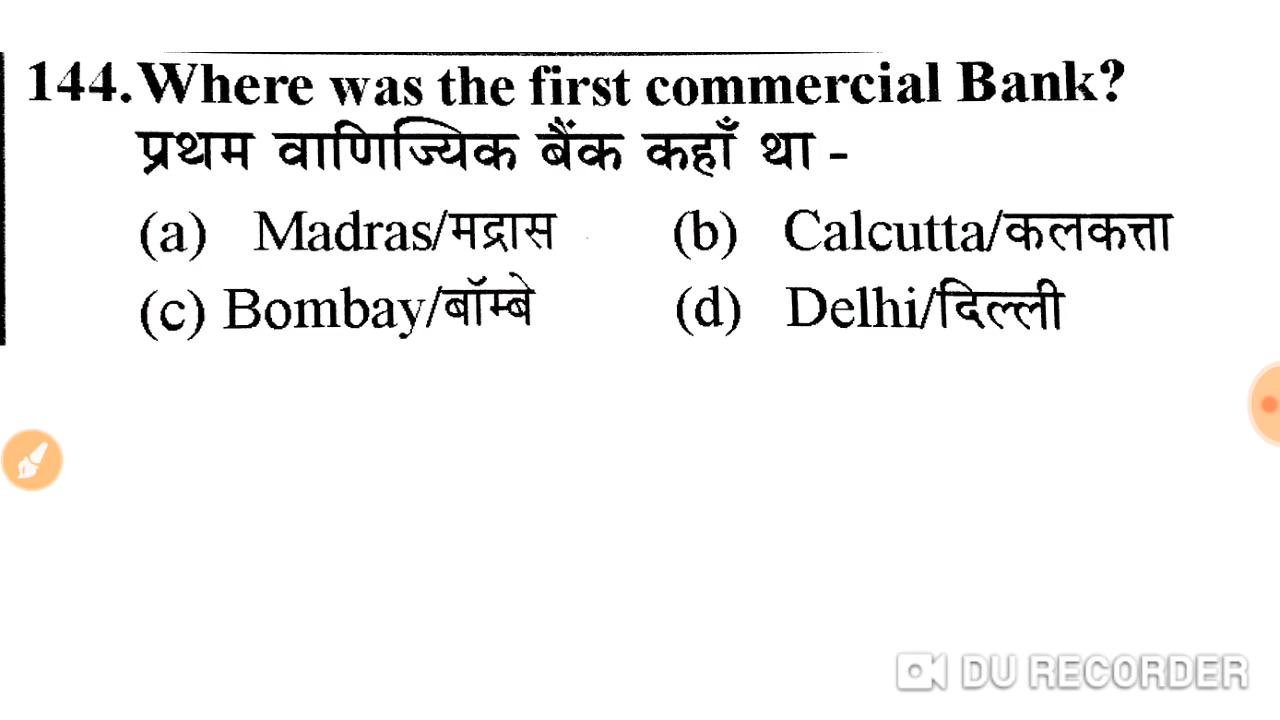 144. Where was the first commercial Bank?
प्रथम वाणिज्यिक बैंक कहाँ था -
(a) Madras/मद्रास (b) Calcutta/कलकत्ता
(c) Bombay/बॉम्बे (d) Delhi/दिल्ली
DU RECORDER